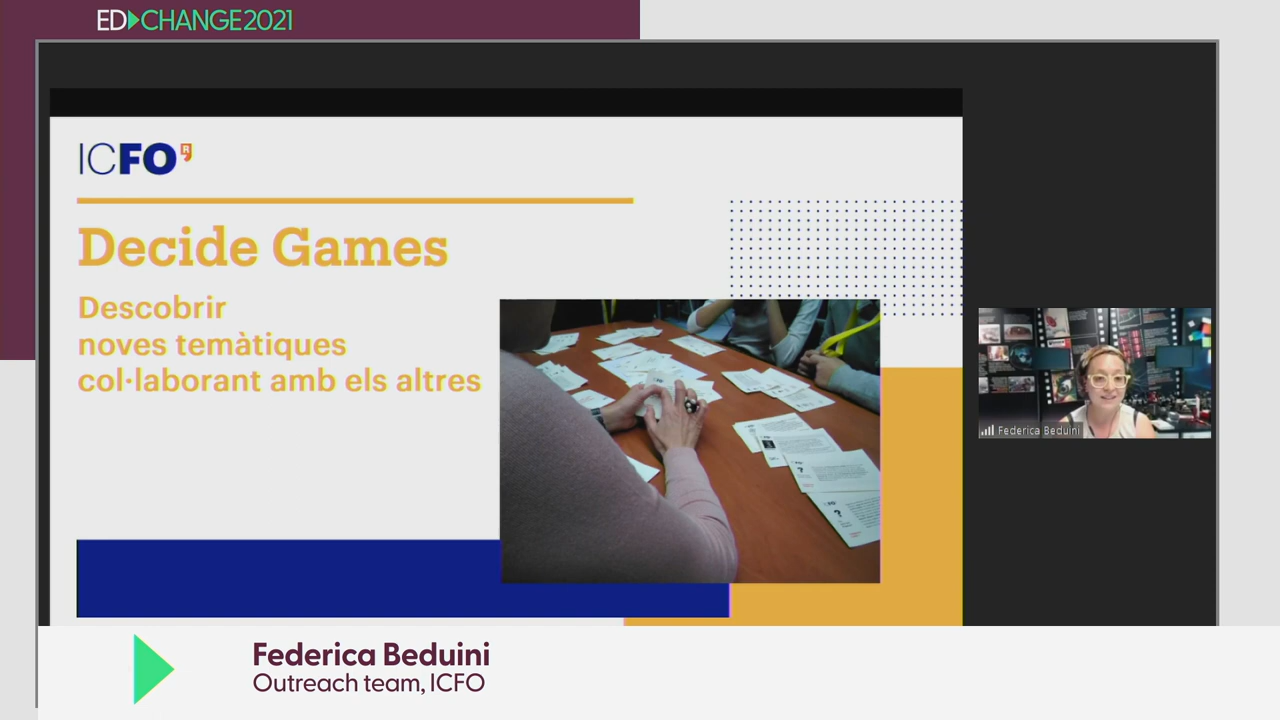 ED CHANGE2021
ICFO R
Decide Games
Descobrir
noves temàtiques
col·laborant amb els altres
Federica Beduini
Federica Beduini
Outreach team, ICFO